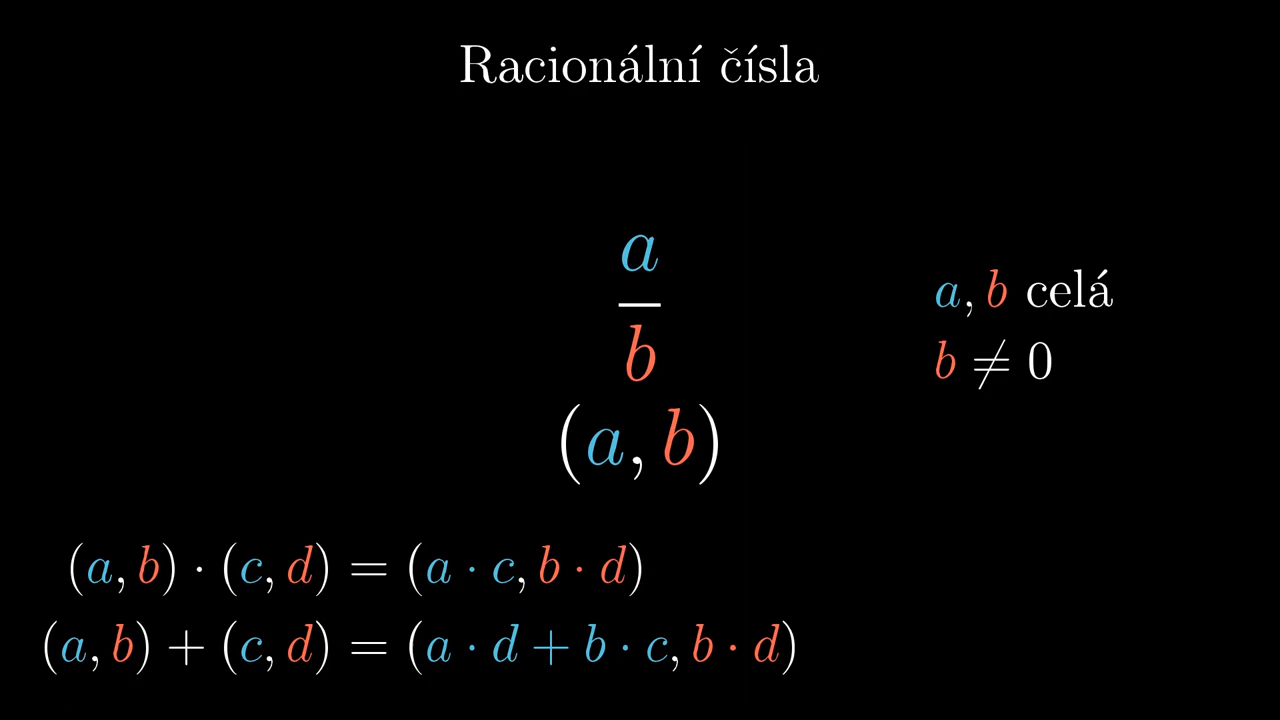 Racionální čísla
a
b
a, b celá
b ≠ 0
(a, b)
(a, b) · (c, d) = (a · c, b · d)
(a, b) + (c, d) = (a · d + b · c, b · d)